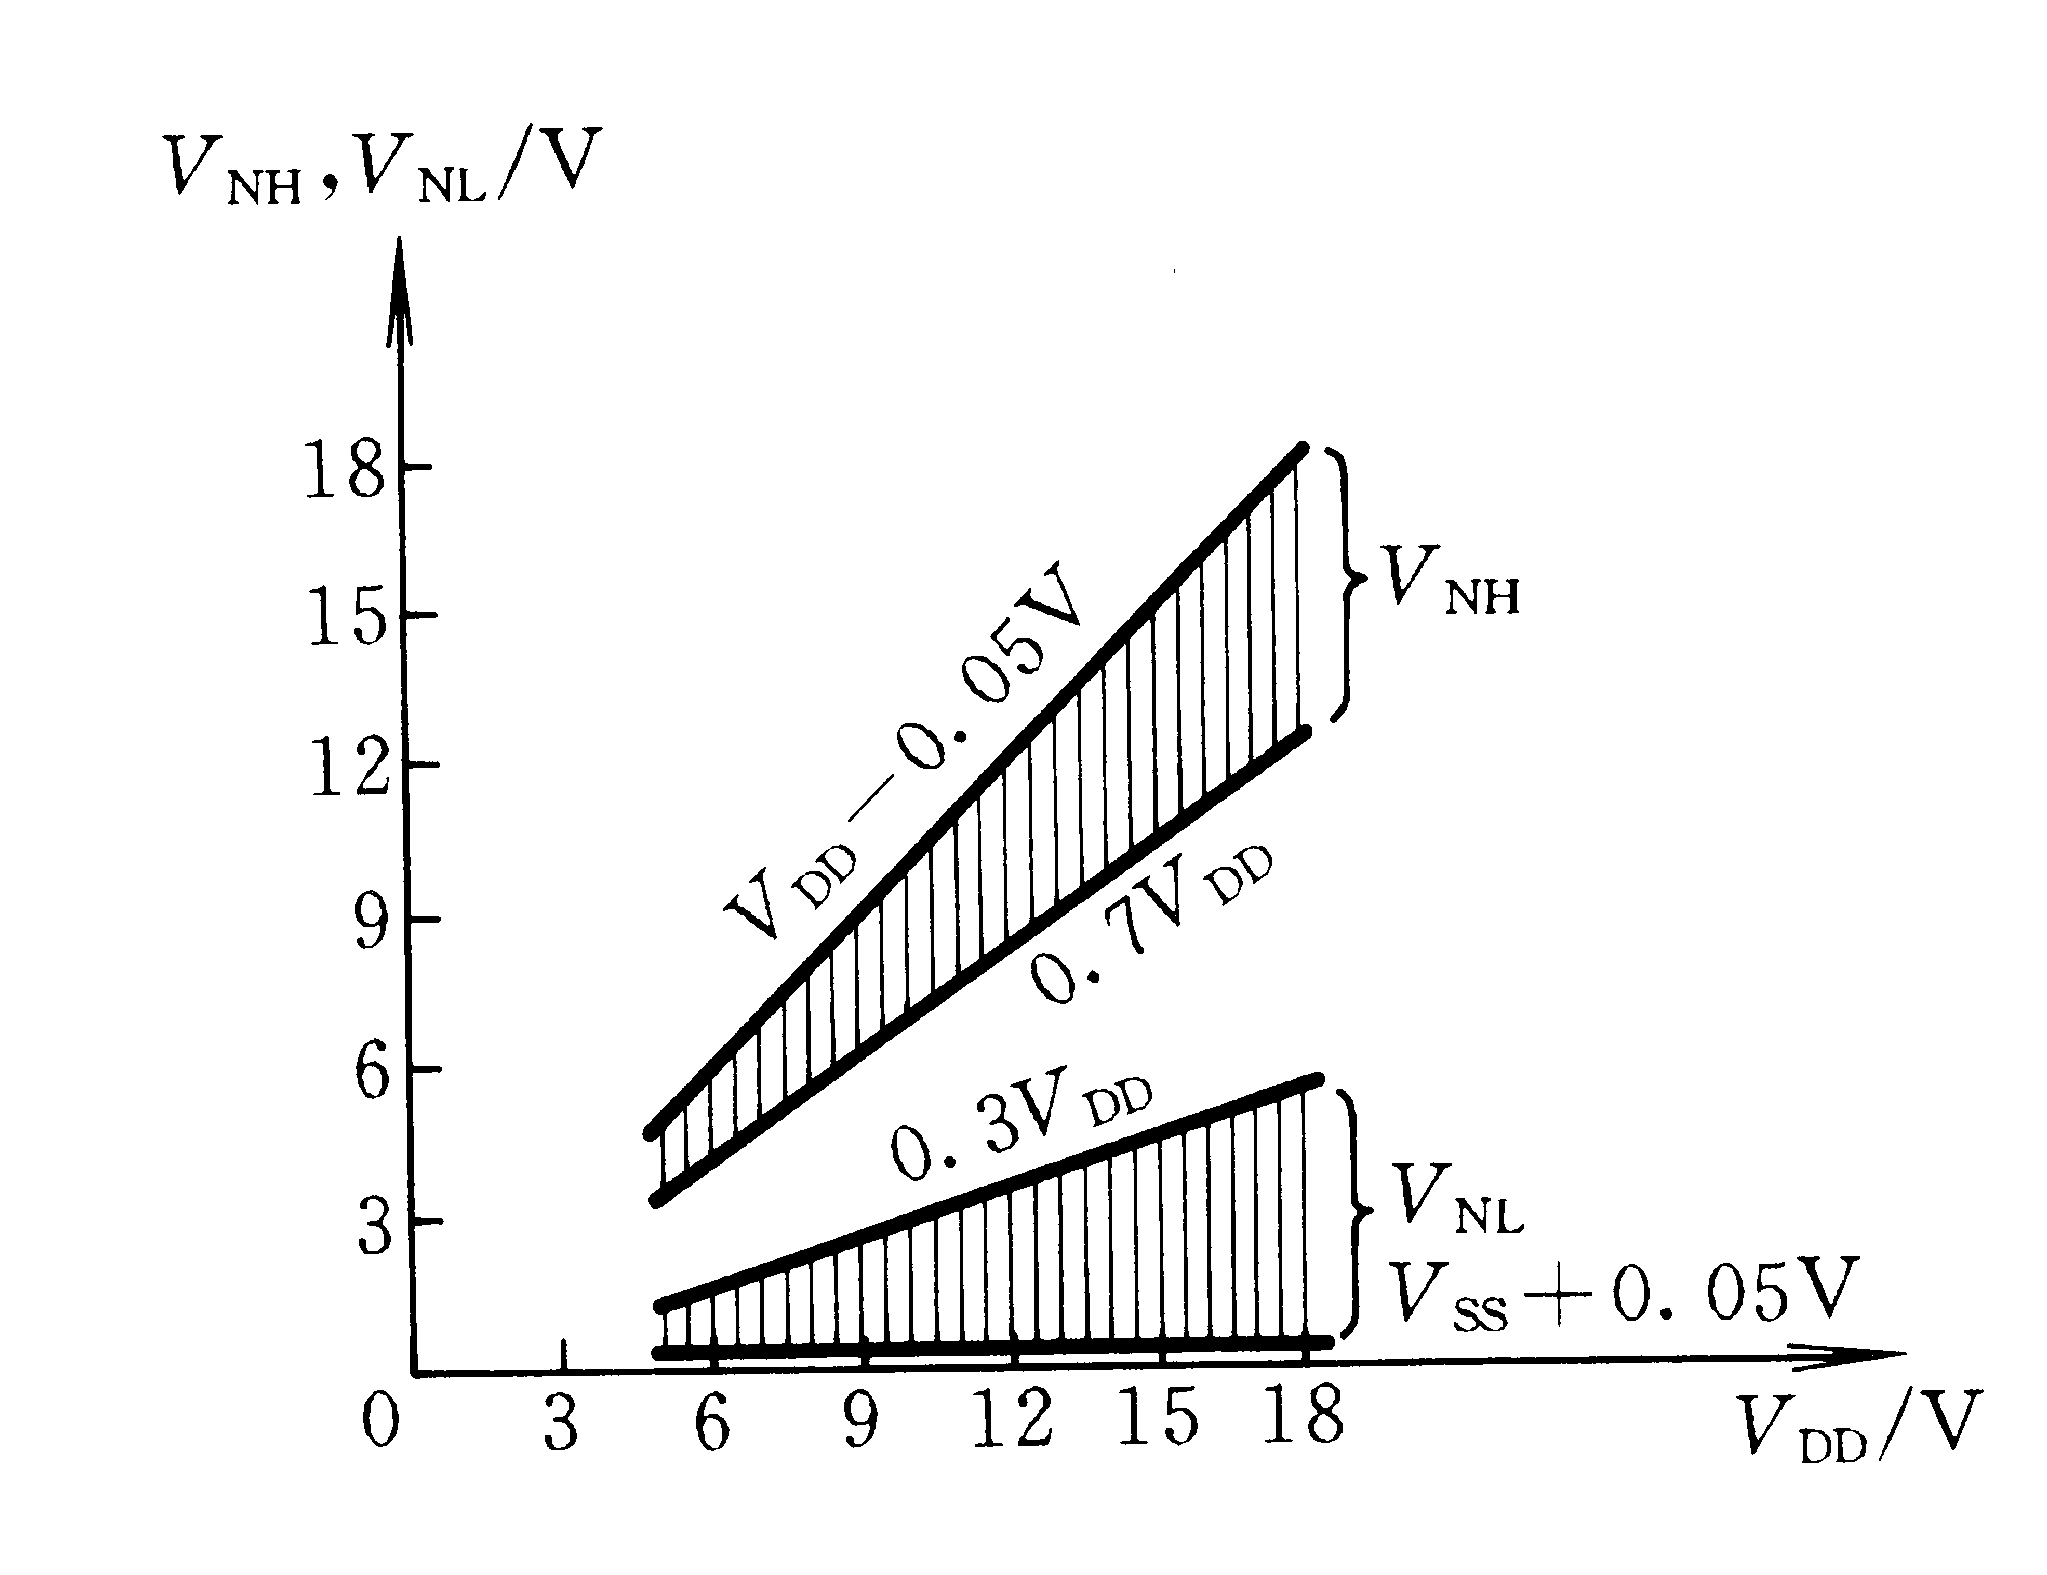 V_NH, V_NL/V
18
15
12
9
6
3
V_DD－0.05V
0.7V_DD
0.3V_DD
V_NH
V_NL
V_SS＋0.05V
0 3 6 9 12 15 18
V_DD/V